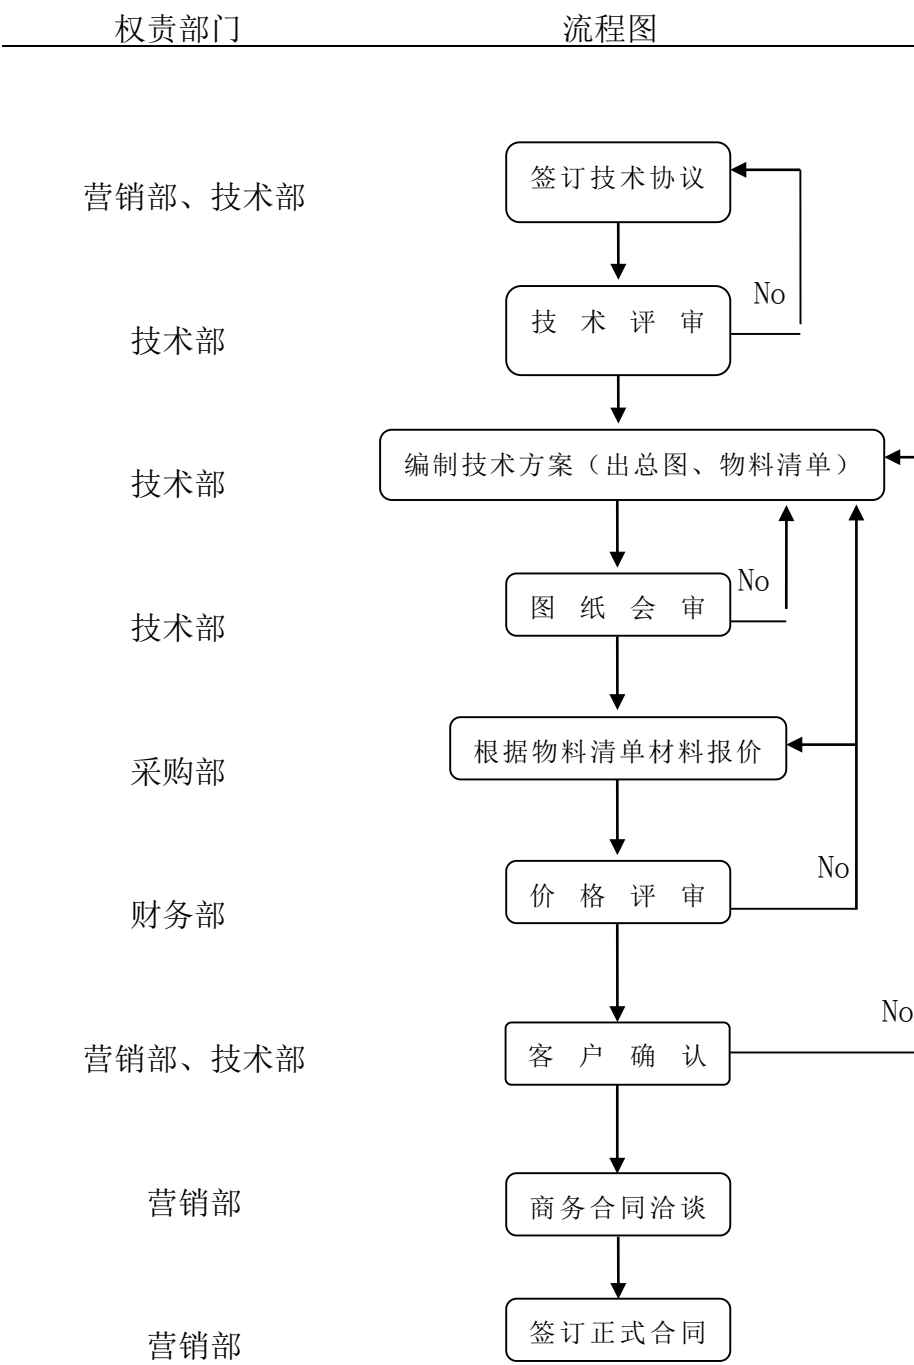 权责部门 流程图
营销部、技术部 签订技术协议
No
技术部 技术评审
技术部 编制技术方案（出总图、物料清单）
No
技术部 图纸会审
采购部 根据物料清单材料报价
No
财务部 价格评审
No
营销部、技术部 客户确认
营销部 商务合同洽谈
营销部 签订正式合同